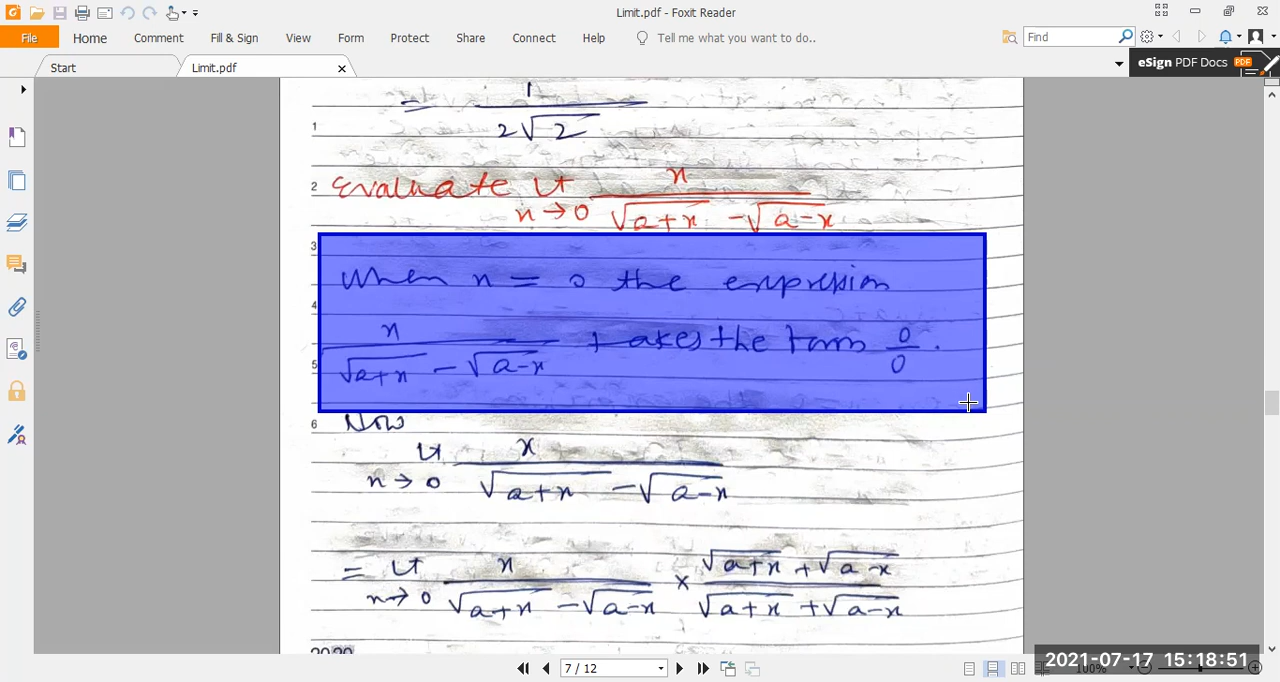 Limit.pdf - Foxit Reader
File Home Comment Fill & Sign View Form Protect Share Connect Help Tell me what you want to do.. Find
Start Limit.pdf eSign PDF Docs PDF
= 1 / 2√2
1
2 Evaluate Lt x→0 x / √a+x - √a-x
3
When x = 0 the expression
4
x / √a+x - √a-x takes the form 0/0.
5
6 Now
Lt x→0 x / √a+x - √a-x
= Lt x→0 x / √a+x - √a-x × √a+x + √a-x / √a+x + √a-x
7 / 12
2021-07-17 15:18:51
100%